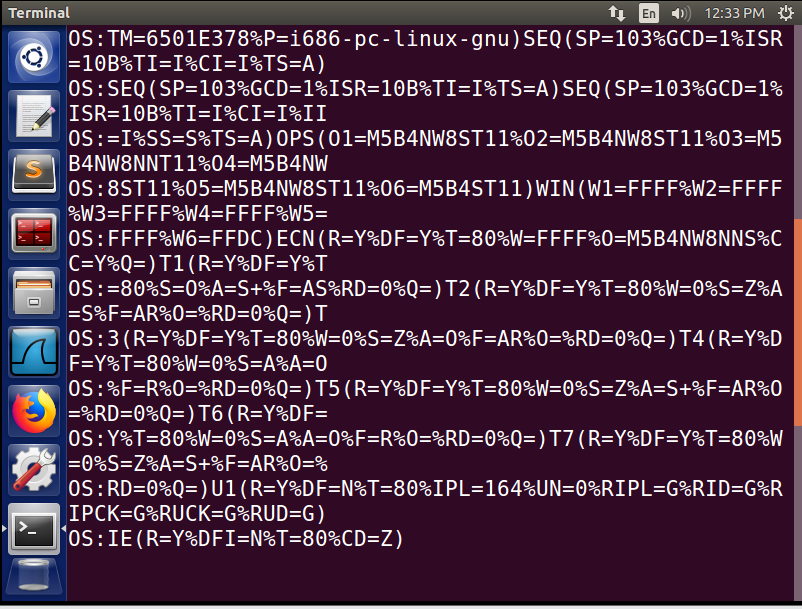 Terminal
En
12:33 PM
OS:TM=6501E378%P=i686-pc-linux-gnu)SEQ(SP=103%GCD=1%ISR
=10B%TI=I%CI=I%TS=A)
OS:SEQ(SP=103%GCD=1%ISR=10B%TI=I%TS=A)SEQ(SP=103%GCD=1%
ISR=10B%TI=I%CI=I%II
OS:=I%SS=S%TS=A)OPS(O1=M5B4NW8ST11%O2=M5B4NW8ST11%O3=M5
B4NW8NNT11%O4=M5B4NW
OS:8ST11%O5=M5B4NW8ST11%O6=M5B4ST11)WIN(W1=FFFF%W2=FFFF
%W3=FFFF%W4=FFFF%W5=
OS:FFFF%W6=FFDC)ECN(R=Y%DF=Y%T=80%W=FFFF%O=M5B4NW8NNS%C
C=Y%Q=)T1(R=Y%DF=Y%T
OS:=80%S=O%A=S+%F=AS%RD=0%Q=)T2(R=Y%DF=Y%T=80%W=0%S=Z%A
=S%F=AR%O=%RD=0%Q=)T
OS:3(R=Y%DF=Y%T=80%W=0%S=Z%A=O%F=AR%O=%RD=0%Q=)T4(R=Y%D
F=Y%T=80%W=0%S=A%A=O
OS:%F=R%O=%RD=0%Q=)T5(R=Y%DF=Y%T=80%W=0%S=Z%A=S+%F=AR%O
=%RD=0%Q=)T6(R=Y%DF=
OS:Y%T=80%W=0%S=A%A=O%F=R%O=%RD=0%Q=)T7(R=Y%DF=Y%T=80%W
=0%S=Z%A=S+%F=AR%O=%
OS:RD=0%Q=)U1(R=Y%DF=N%T=80%IPL=164%UN=0%RIPL=G%RID=G%R
IPCK=G%RUCK=G%RUD=G)
OS:IE(R=Y%DFI=N%T=80%CD=Z)